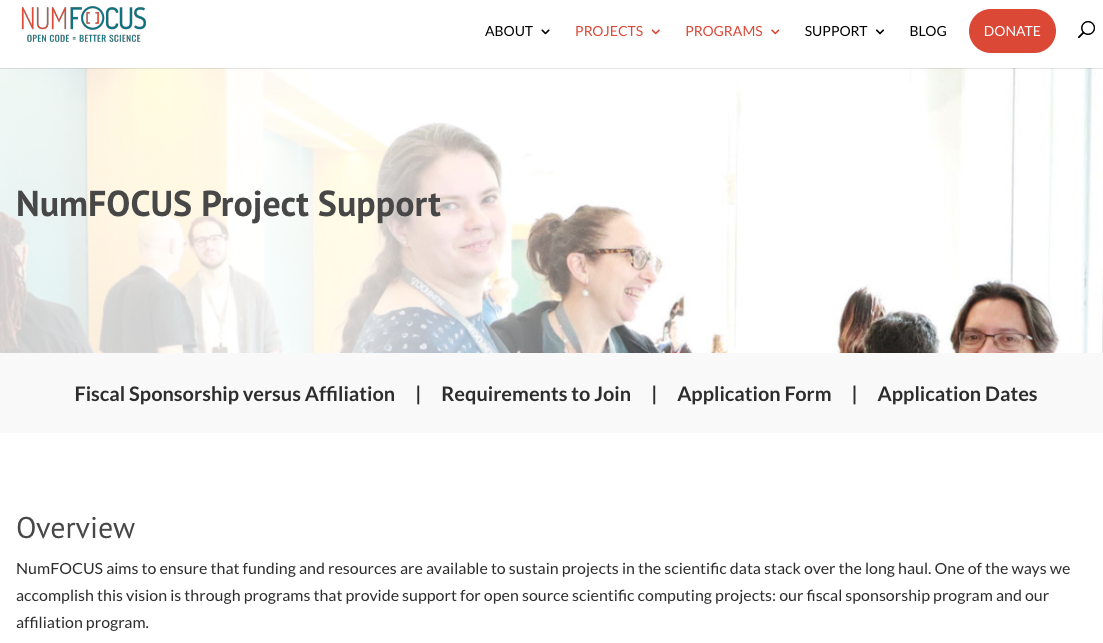 NUMFOCUS
OPEN CODE = BETTER SCIENCE
ABOUT PROJECTS PROGRAMS SUPPORT BLOG DONATE
NumFOCUS Project Support
Fiscal Sponsorship versus Affiliation | Requirements to Join | Application Form | Application Dates
Overview
NumFOCUS aims to ensure that funding and resources are available to sustain projects in the scientific data stack over the long haul. One of the ways we
accomplish this vision is through programs that provide support for open source scientific computing projects: our fiscal sponsorship program and our
affiliation program.